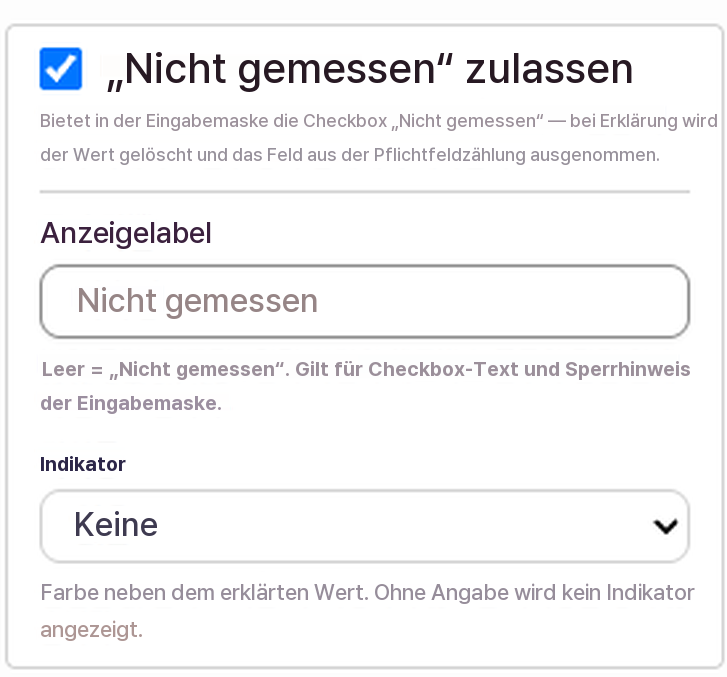 „Nicht gemessen“ zulassen
Bietet in der Eingabemaske die Checkbox „Nicht gemessen“ — bei Erklärung wird
der Wert gelöscht und das Feld aus der Pflichtfeldzählung ausgenommen.
Anzeigelabel
Nicht gemessen
Leer = „Nicht gemessen“. Gilt für Checkbox-Text und Sperrhinweis
der Eingabemaske.
Indikator
Keine
Farbe neben dem erklärten Wert. Ohne Angabe wird kein Indikator
angezeigt.